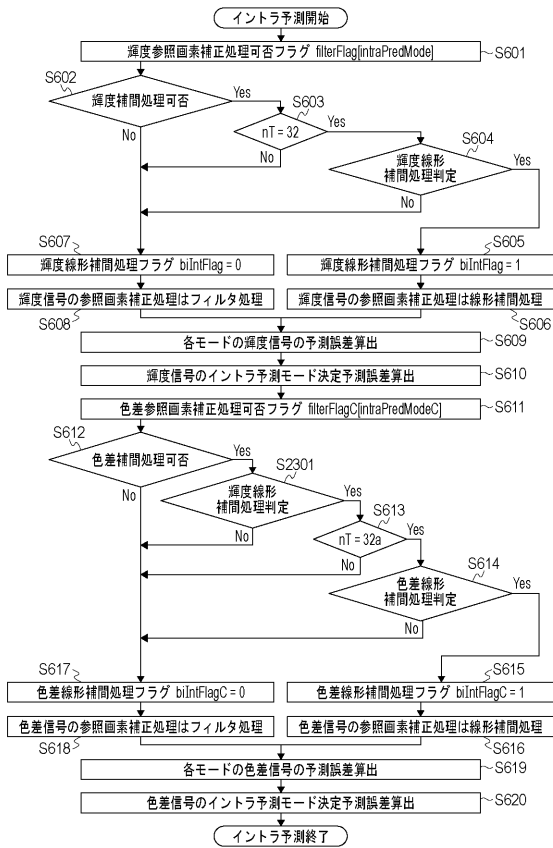 イントラ予測開始
輝度参照画素補正処理可否フラグ filterFlag[intraPredMode]
S601
S602
輝度補間処理可否
Yes
No
S603
nT = 32
Yes
No
S604
輝度線形
補間処理判定
Yes
No
S607
輝度線形補間処理フラグ biIntFlag = 0
S605
輝度線形補間処理フラグ biIntFlag = 1
輝度信号の参照画素補正処理はフィルタ処理
S608
輝度信号の参照画素補正処理は線形補間処理
S606
各モードの輝度信号の予測誤差算出
S609
輝度信号のイントラ予測モード決定予測誤差算出
S610
色差参照画素補正処理可否フラグ filterFlagC[intraPredModeC]
S611
S612
色差補間処理可否
Yes
No
S2301
輝度線形
補間処理判定
Yes
No
S613
nT = 32a
Yes
No
S614
色差線形
補間処理判定
Yes
No
S617
色差線形補間処理フラグ biIntFlagC = 0
S615
色差線形補間処理フラグ biIntFlagC = 1
色差信号の参照画素補正処理はフィルタ処理
S618
色差信号の参照画素補正処理は線形補間処理
S616
各モードの色差信号の予測誤差算出
S619
色差信号のイントラ予測モード決定予測誤差算出
S620
イントラ予測終了